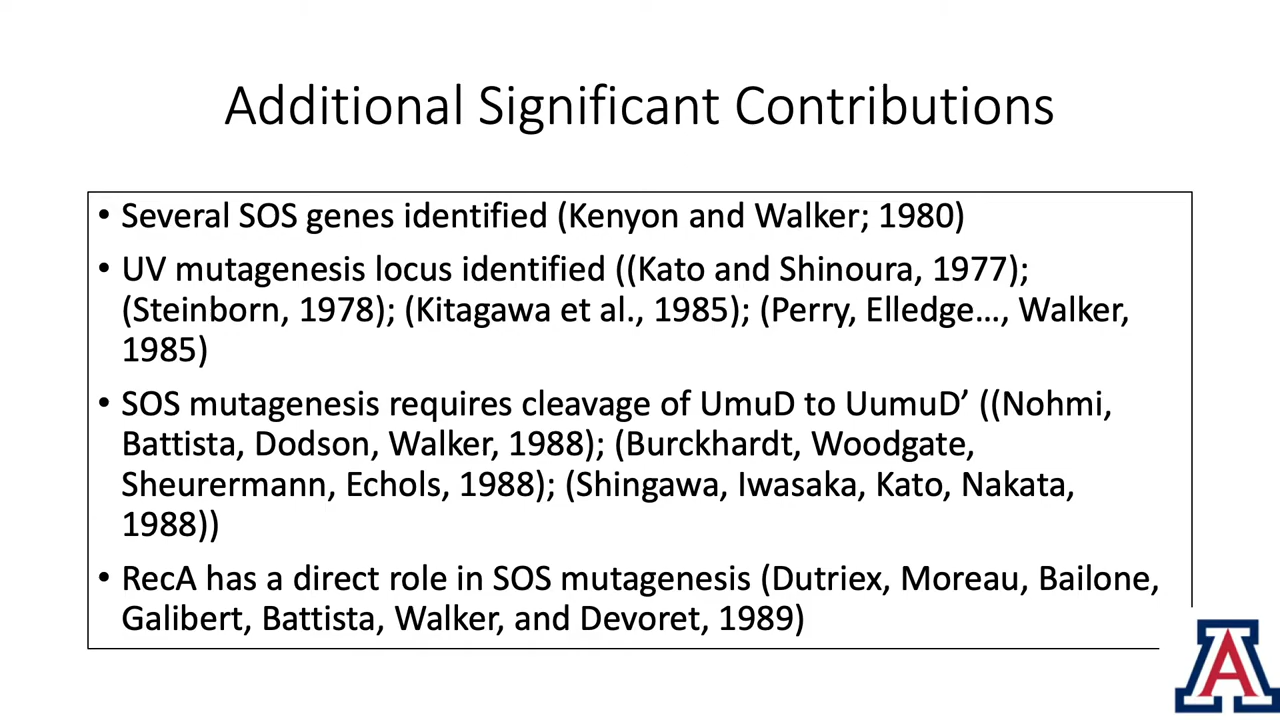 Additional Significant Contributions
• Several SOS genes identified (Kenyon and Walker; 1980)
• UV mutagenesis locus identified ((Kato and Shinoura, 1977);
(Steinborn, 1978); (Kitagawa et al., 1985); (Perry, Elledge…, Walker,
1985)
• SOS mutagenesis requires cleavage of UmuD to UumuD’ ((Nohmi,
Battista, Dodson, Walker, 1988); (Burckhardt, Woodgate,
Sheurermann, Echols, 1988); (Shingawa, Iwasaka, Kato, Nakata,
1988))
• RecA has a direct role in SOS mutagenesis (Dutriex, Moreau, Bailone,
Galibert, Battista, Walker, and Devoret, 1989)
A